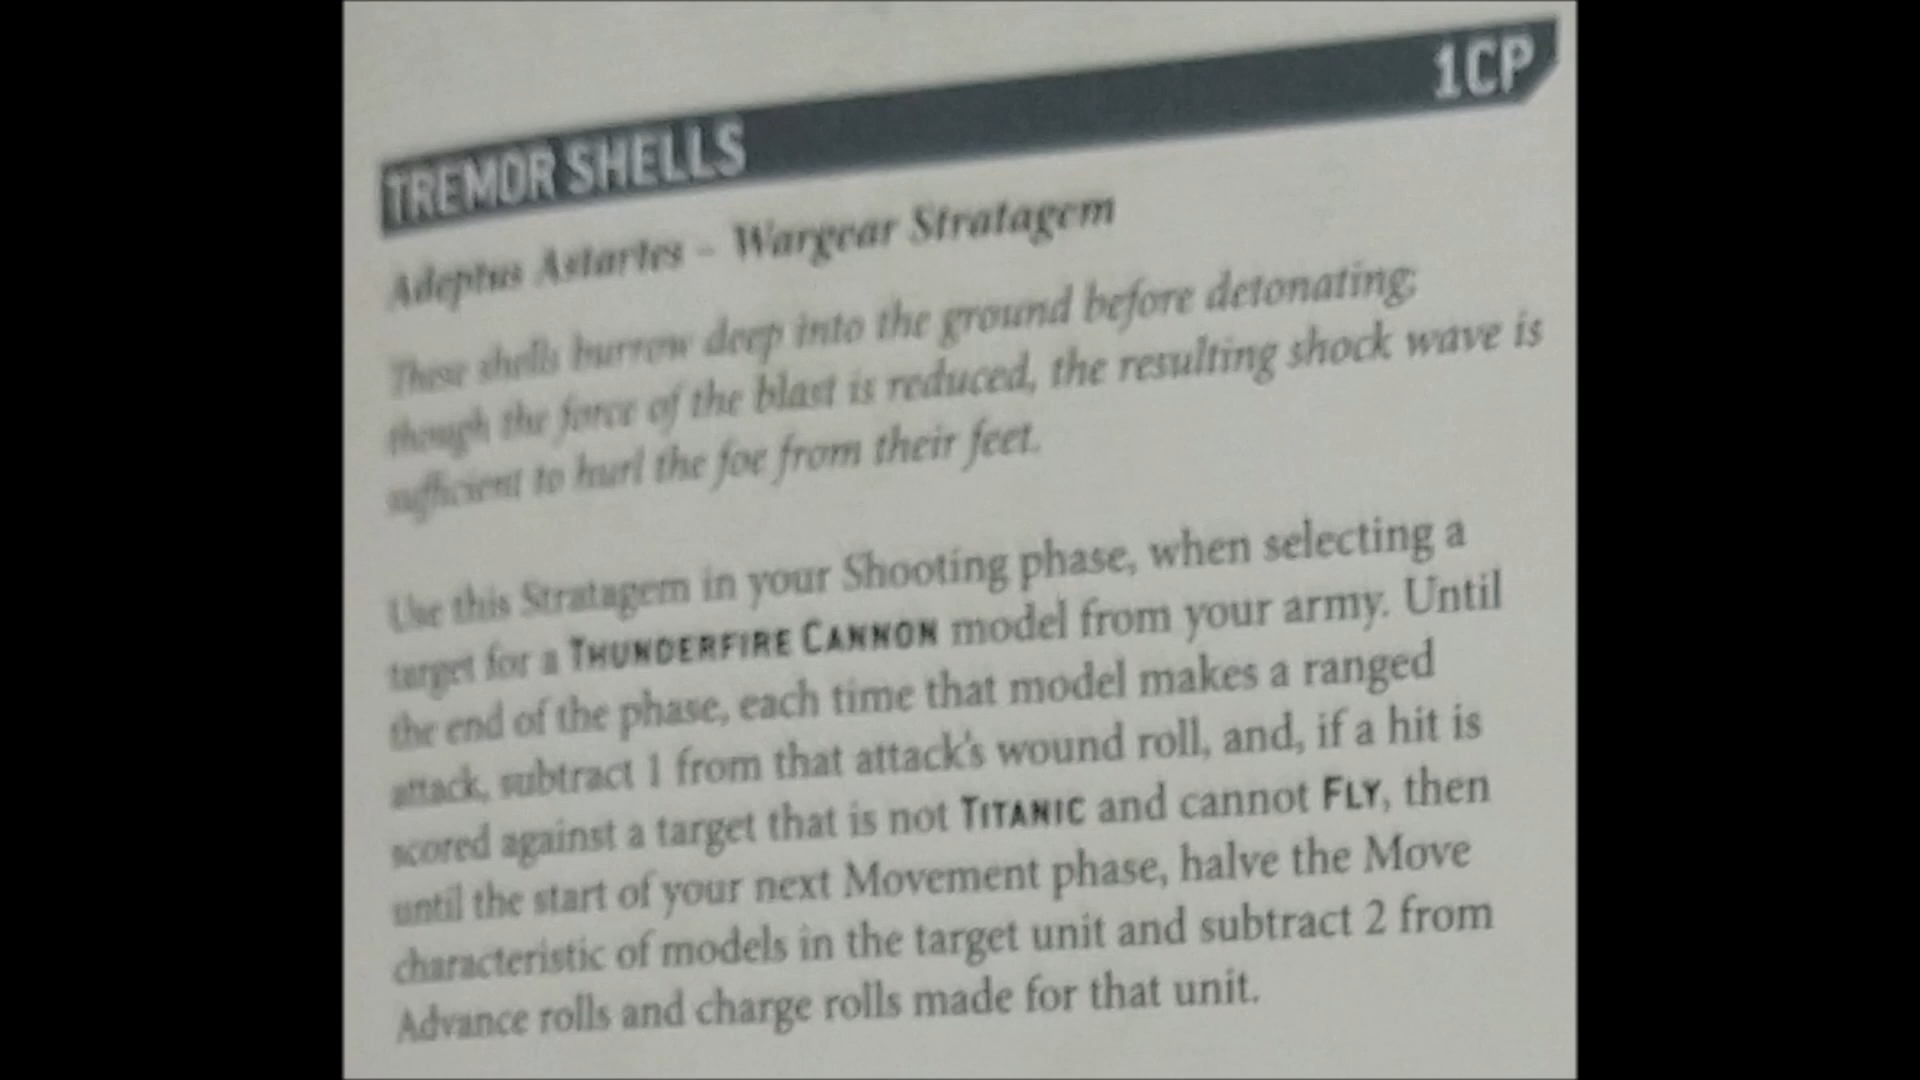 TREMOR SHELLS 1CP
Adeptus Astartes – Wargear Stratagem
These shells burrow deep into the ground before detonating;
though the force of the blast is reduced, the resulting shock wave is
sufficient to hurl the foe from their feet.
Use this Stratagem in your Shooting phase, when selecting a
target for a THUNDERFIRE CANNON model from your army. Until
the end of the phase, each time that model makes a ranged
attack, subtract 1 from that attack's wound roll, and, if a hit is
scored against a target that is not TITANIC and cannot FLY, then
until the start of your next Movement phase, halve the Move
characteristic of models in the target unit and subtract 2 from
Advance rolls and charge rolls made for that unit.